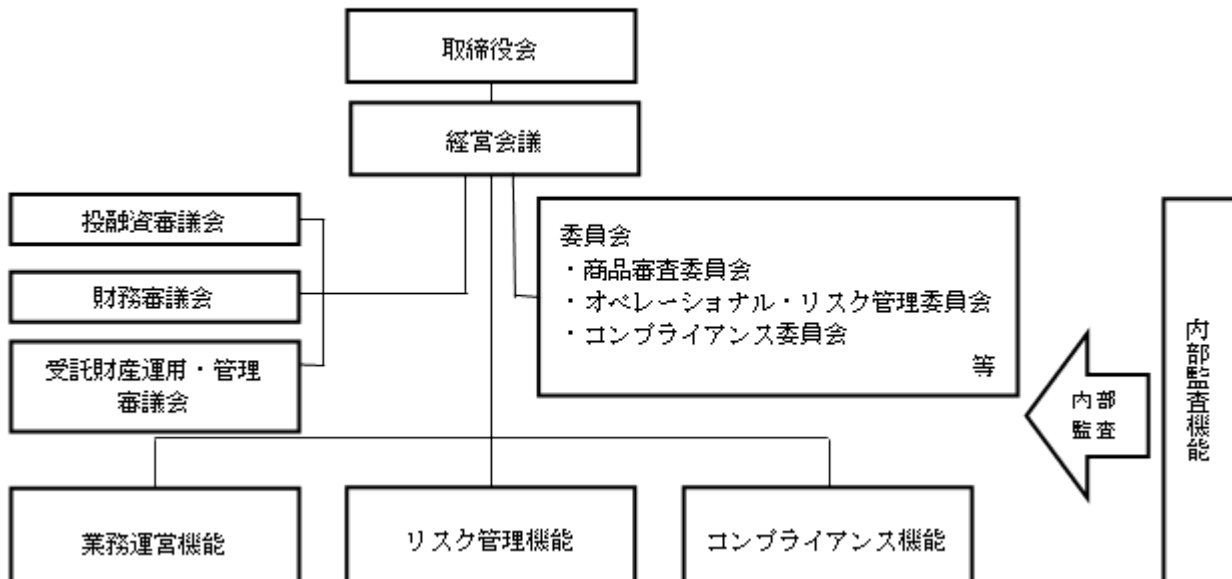 取締役会
経営会議
投融資審議会
財務審議会
受託財産運用・管理
審議会
委員会
・商品審査委員会
・オペレーショナル・リスク管理委員会
・コンプライアンス委員会
等
内部
監査
内部監査機能
業務運営機能
リスク管理機能
コンプライアンス機能